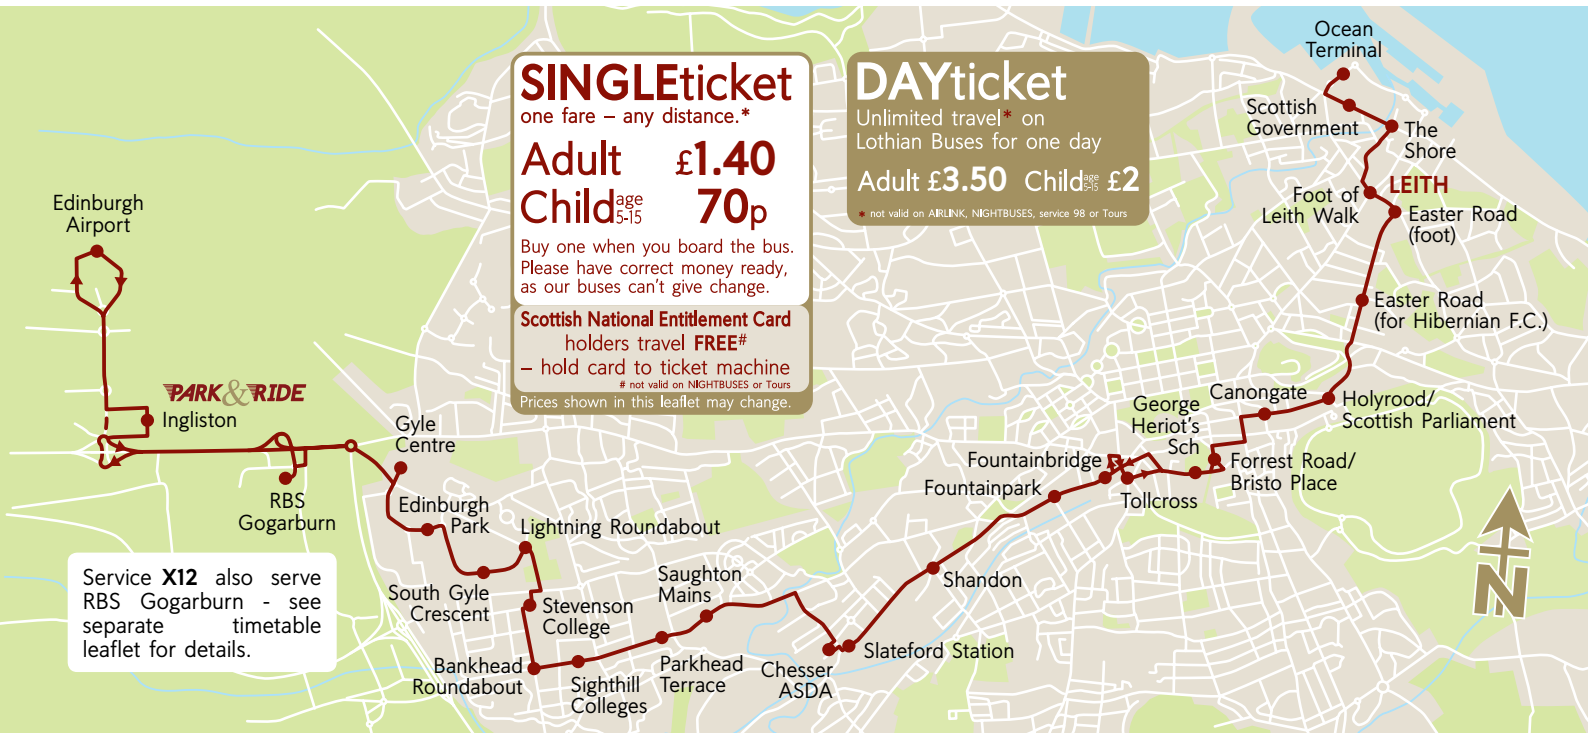 Ocean
Terminal
Scottish
Government
The
Shore
Foot of
Leith Walk
LEITH
Easter Road
(foot)
Easter Road
(for Hibernian F.C.)
SINGLEticket
one fare – any distance.*
Adult £1.40
Child age 5-15 70p
Buy one when you board the bus.
Please have correct money ready,
as our buses can't give change.
Scottish National Entitlement Card
holders travel FREE#
– hold card to ticket machine
# not valid on NIGHTBUSES or Tours
Prices shown in this leaflet may change.
DAYticket
Unlimited travel* on
Lothian Buses for one day
Adult £3.50 Child age 5-15 £2
* not valid on AIRLINK, NIGHTBUSES, service 98 or Tours
Edinburgh
Airport
PARK&RIDE
Ingliston
RBS
Gogarburn
Gyle
Centre
Edinburgh
Park
South Gyle
Crescent
Lightning Roundabout
Stevenson
College
Bankhead
Roundabout
Sighthill
Colleges
Saughton
Mains
Parkhead
Terrace
Chesser
ASDA
Slateford Station
Shandon
Fountainpark
Fountainbridge
Tollcross
George
Heriot's
Sch
Forrest Road/
Bristo Place
Canongate
Holyrood/
Scottish Parliament
Service X12 also serve
RBS Gogarburn - see
separate timetable
leaflet for details.
N